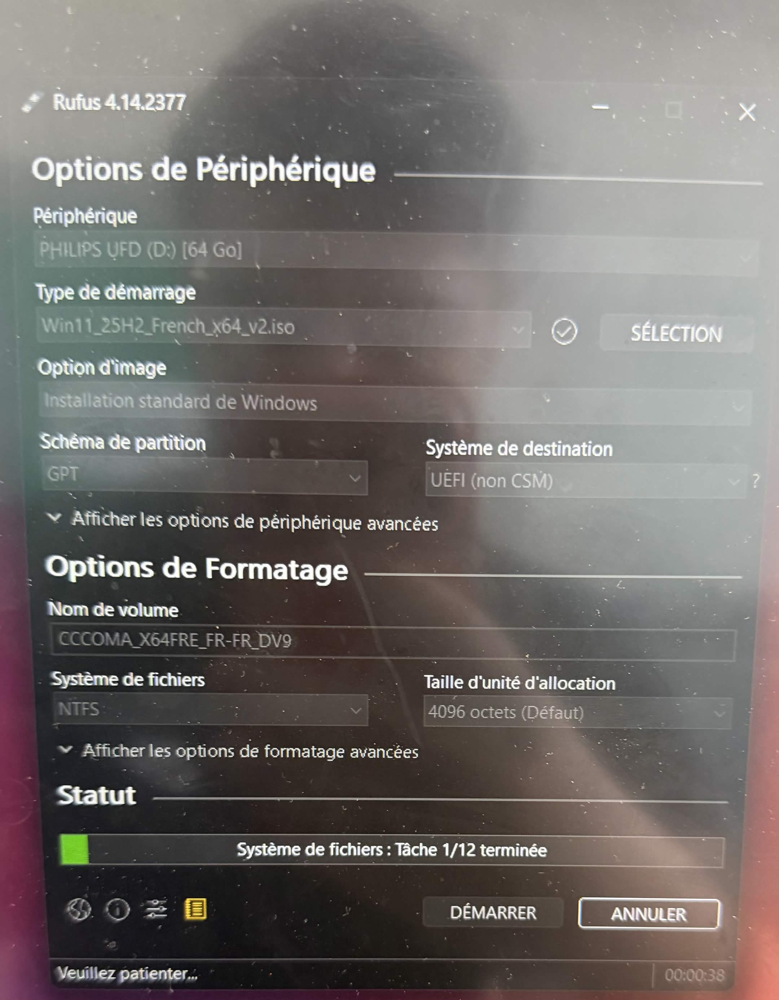 Rufus 4.14.2377
Options de Périphérique
Périphérique
PHILIPS UFD (D:) [64 Go]
Type de démarrage
Win11_25H2_French_x64_v2.iso
SÉLECTION
Option d'image
Installation standard de Windows
Schéma de partition
Système de destination
GPT
UEFI (non CSM)
?
Afficher les options de périphérique avancées
Options de Formatage
Nom de volume
CCCOMA_X64FRE_FR-FR_DV9
Système de fichiers
Taille d'unité d'allocation
NTFS
4096 octets (Défaut)
Afficher les options de formatage avancées
Statut
Système de fichiers : Tâche 1/12 terminée
DÉMARRER
ANNULER
Veuillez patienter...
00:00:38